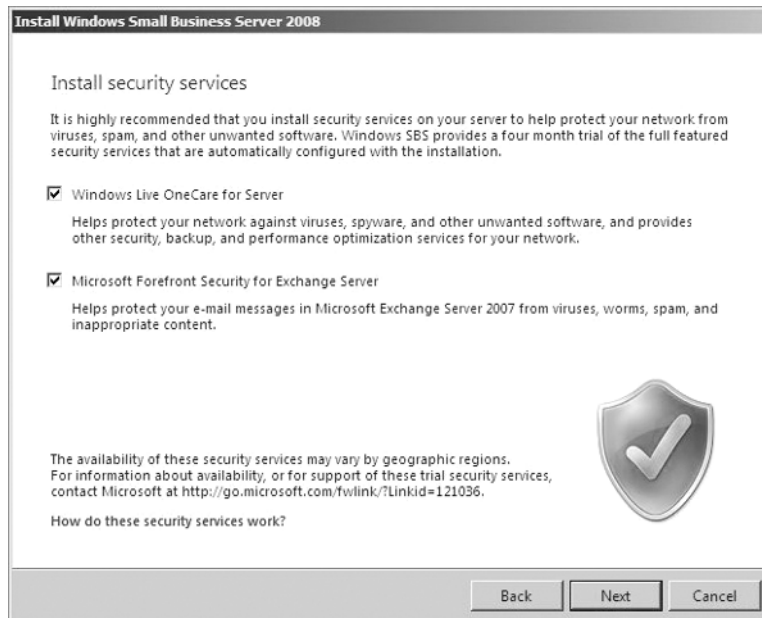 Install Windows Small Business Server 2008
Install security services
It is highly recommended that you install security services on your server to help protect your network from
viruses, spam, and other unwanted software. Windows SBS provides a four month trial of the full featured
security services that are automatically configured with the installation.
Windows Live OneCare for Server
Helps protect your network against viruses, spyware, and other unwanted software, and provides
other security, backup, and performance optimization services for your network.
Microsoft Forefront Security for Exchange Server
Helps protect your e-mail messages in Microsoft Exchange Server 2007 from viruses, worms, spam, and
inappropriate content.
The availability of these security services may vary by geographic regions.
For information about availability, or for support of these trial security services,
contact Microsoft at http://go.microsoft.com/fwlink/?Linkid=121036.
How do these security services work?
Back Next Cancel